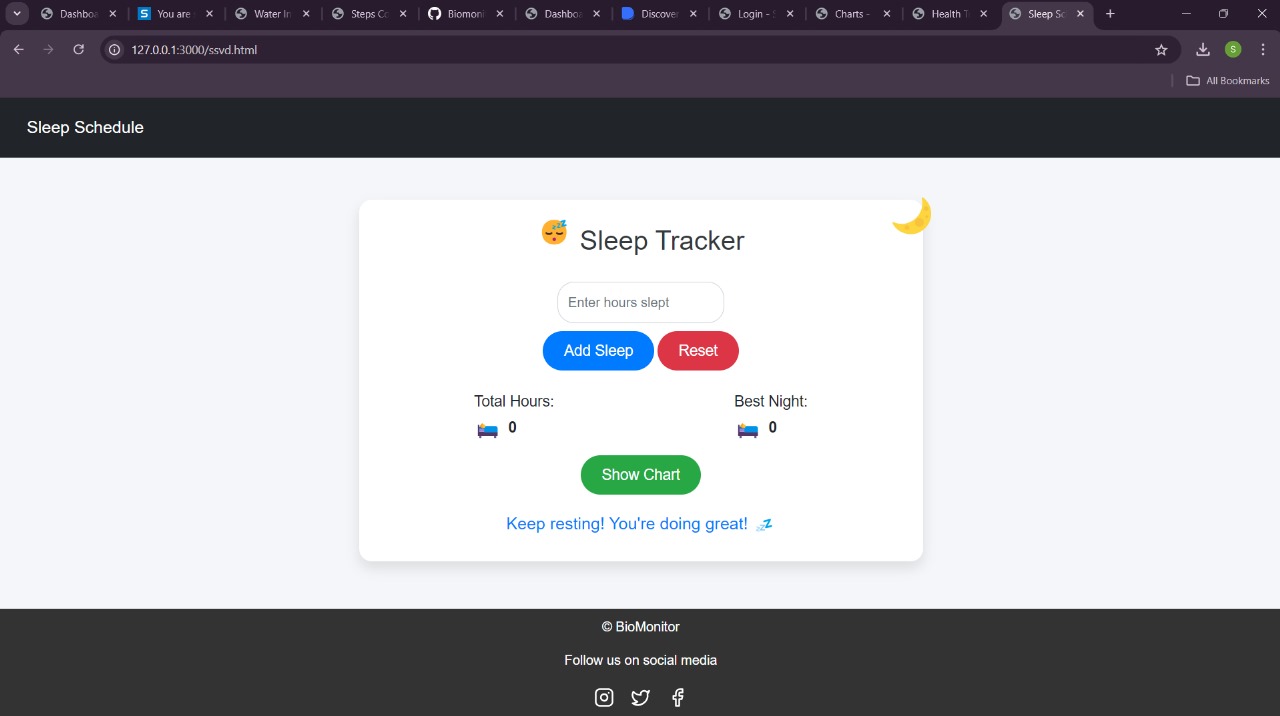 Dashboa
You are
Water In
Steps Co
Biomoni
Dashboa
Discover
Login - S
Charts -
Health T
Sleep Sc
127.0.0.1:3000/ssvd.html
S
All Bookmarks
Sleep Schedule
Sleep Tracker
Enter hours slept
Add Sleep Reset
Total Hours: Best Night:
0 0
Show Chart
Keep resting! You're doing great!
© BioMonitor
Follow us on social media